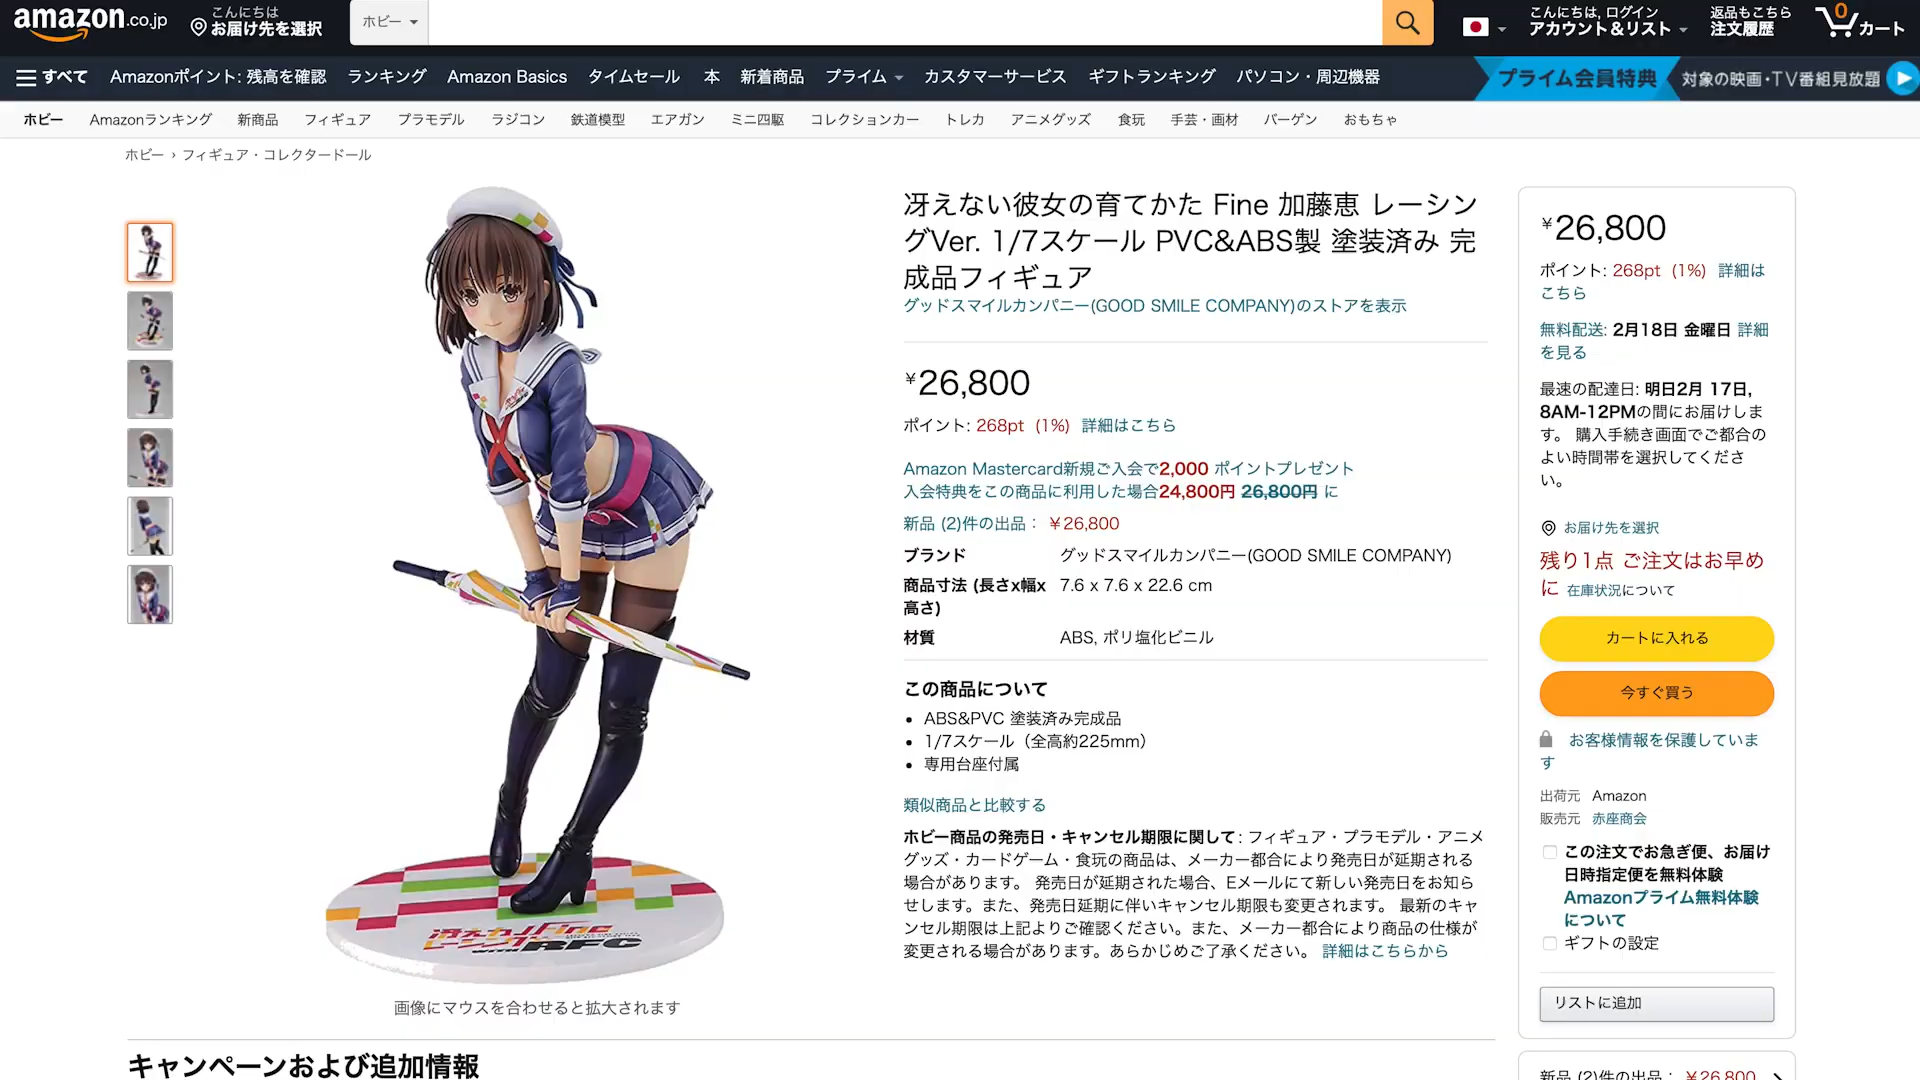 amazon.co.jp
こんにちは
お届け先を選択
ホビー
こんにちは, ログイン
アカウント&リスト
返品もこちら
注文履歴
0
カート
すべて
Amazonポイント: 残高を確認
ランキング
Amazon Basics
タイムセール
本
新着商品
プライム
カスタマーサービス
ギフトランキング
パソコン・周辺機器
プライム会員特典
対象の映画・TV番組見放題
ホビー
Amazonランキング
新商品
フィギュア
プラモデル
ラジコン
鉄道模型
エアガン
ミニ四駆
コレクションカー
トレカ
アニメグッズ
食玩
手芸・画材
バーゲン
おもちゃ
ホビー › フィギュア・コレクタードール
with RFC
画像にマウスを合わせると拡大されます
冴えない彼女の育てかた Fine 加藤恵 レーシン
グVer. 1/7スケール PVC&ABS製 塗装済み 完
成品フィギュア
グッドスマイルカンパニー(GOOD SMILE COMPANY)のストアを表示
¥26,800
ポイント: 268pt (1%) 詳細はこちら
Amazon Mastercard新規ご入会で2,000 ポイントプレゼント
入会特典をこの商品に利用した場合24,800円 26,800円 に
新品 (2)件の出品： ￥26,800
ブランド グッドスマイルカンパニー(GOOD SMILE COMPANY)
商品寸法 (長さx幅x 7.6 x 7.6 x 22.6 cm
高さ)
材質 ABS, ポリ塩化ビニル
この商品について
• ABS&PVC 塗装済み完成品
• 1/7スケール（全高約225mm）
• 専用台座付属
類似商品と比較する
ホビー商品の発売日・キャンセル期限に関して: フィギュア・プラモデル・アニメ
グッズ・カードゲーム・食玩の商品は、メーカー都合により発売日が延期される
場合があります。 発売日が延期された場合、Eメールにて新しい発売日をお知ら
せします。また、発売日延期に伴いキャンセル期限も変更されます。 最新のキャ
ンセル期限は上記よりご確認ください。また、メーカー都合により商品の仕様が
変更される場合があります。あらかじめご了承ください。 詳細はこちらから
¥26,800
ポイント: 268pt (1%) 詳細は
こちら
無料配送: 2月18日 金曜日 詳細
を見る
最速の配達日: 明日2月 17日,
8AM-12PMの間にお届けしま
す。 購入手続き画面でご都合の
よい時間帯を選択してくださ
い。
お届け先を選択
残り1点 ご注文はお早め
に 在庫状況について
カートに入れる
今すぐ買う
お客様情報を保護していま
す
出荷元 Amazon
販売元 赤座商会
この注文でお急ぎ便、お届け
日時指定便を無料体験
Amazonプライム無料体験
について
ギフトの設定
リストに追加
新品 (2)件の出品： ￥26,800
キャンペーンおよび追加情報